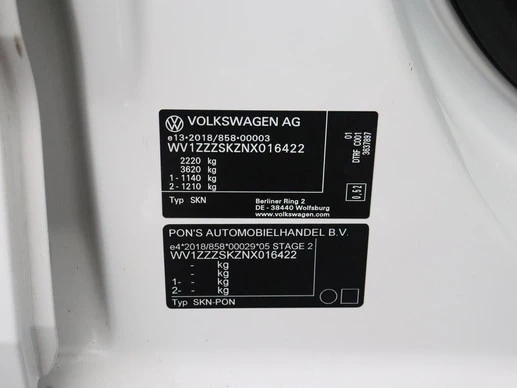 VOLKSWAGEN AG
e13*2018/858*00003
WV1ZZZSKZNX016422
2220 kg
3620 kg
1 - 1140 kg
2 - 1210 kg
Typ SKN
Berliner Ring 2
DE - 38440 Wolfsburg
www.volkswagen.com
01
DTRF C001
3637897
0,52
PON'S AUTOMOBIELHANDEL B.V.
e4*2018/858*00029*05 STAGE 2
WV1ZZZSKZNX016422
- kg
- kg
1- - kg
2- - kg
Typ SKN-PON